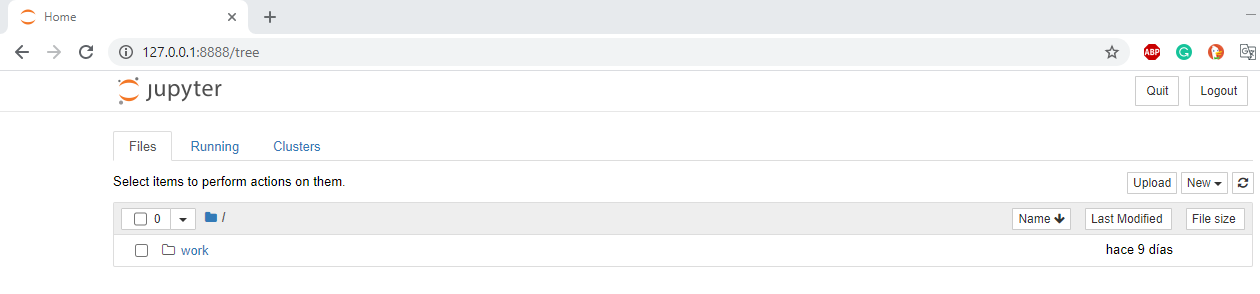 Home
127.0.0.1:8888/tree
ABP
jupyter
Quit Logout
Files Running Clusters
Select items to perform actions on them.
Upload New
0 / Name Last Modified File size
work hace 9 días